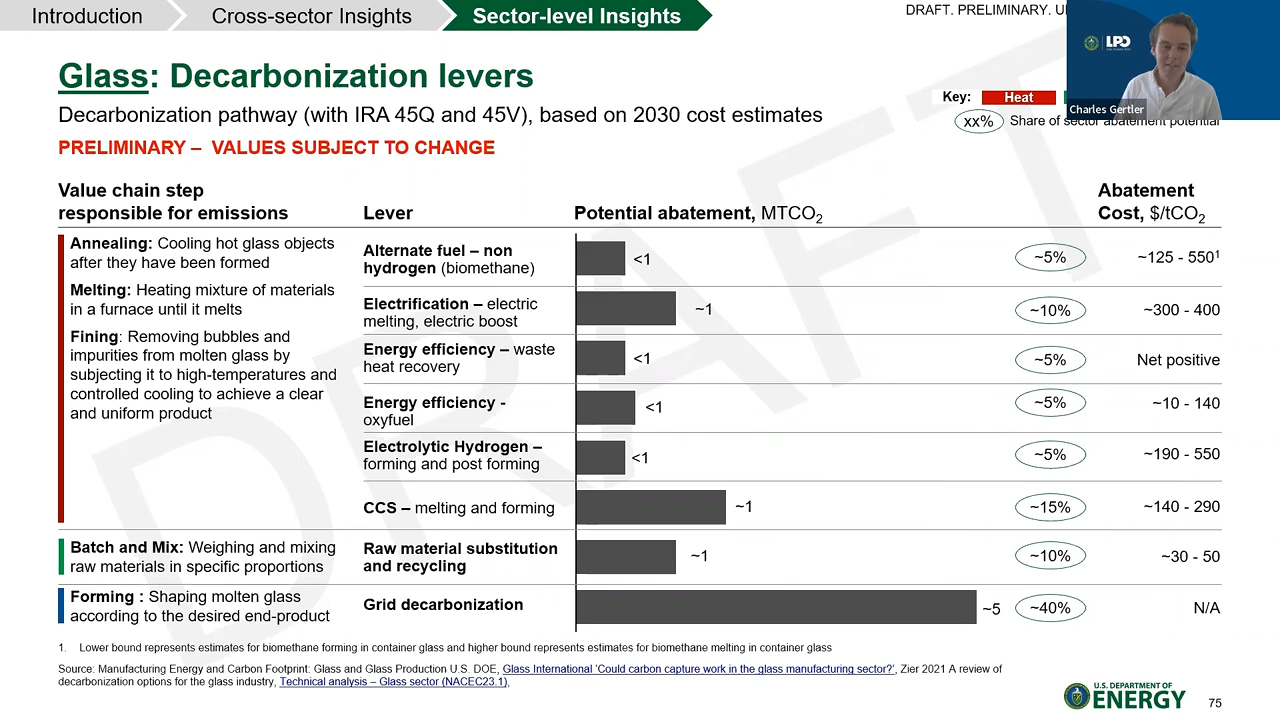 Introduction
Cross-sector Insights
Sector-level Insights
DRAFT. PRELIMINARY.
LPO
Charles Gertler
Glass: Decarbonization levers
Decarbonization pathway (with IRA 45Q and 45V), based on 2030 cost estimates
PRELIMINARY – VALUES SUBJECT TO CHANGE
Key:
Heat
xx%
Share of sector abatement potential
DRAFT
Value chain step
responsible for emissions
Lever
Potential abatement, MTCO2
Abatement
Cost, $/tCO2
Annealing: Cooling hot glass objects
after they have been formed
Melting: Heating mixture of materials
in a furnace until it melts
Fining: Removing bubbles and
impurities from molten glass by
subjecting it to high-temperatures and
controlled cooling to achieve a clear
and uniform product
Alternate fuel – non
hydrogen (biomethane)
<1
~5%
~125 - 550¹
Electrification – electric
melting, electric boost
~1
~10%
~300 - 400
Energy efficiency – waste
heat recovery
<1
~5%
Net positive
Energy efficiency -
oxyfuel
<1
~5%
~10 - 140
Electrolytic Hydrogen –
forming and post forming
<1
~5%
~190 - 550
CCS – melting and forming
~1
~15%
~140 - 290
Batch and Mix: Weighing and mixing
raw materials in specific proportions
Raw material substitution
and recycling
~1
~10%
~30 - 50
Forming : Shaping molten glass
according to the desired end-product
Grid decarbonization
~5
~40%
N/A
1. Lower bound represents estimates for biomethane forming in container glass and higher bound represents estimates for biomethane melting in container glass
Source: Manufacturing Energy and Carbon Footprint: Glass and Glass Production U.S. DOE, Glass International 'Could carbon capture work in the glass manufacturing sector?', Zier 2021 A review of
decarbonization options for the glass industry, Technical analysis – Glass sector (NACEC23.1),
U.S. DEPARTMENT OF
ENERGY
75